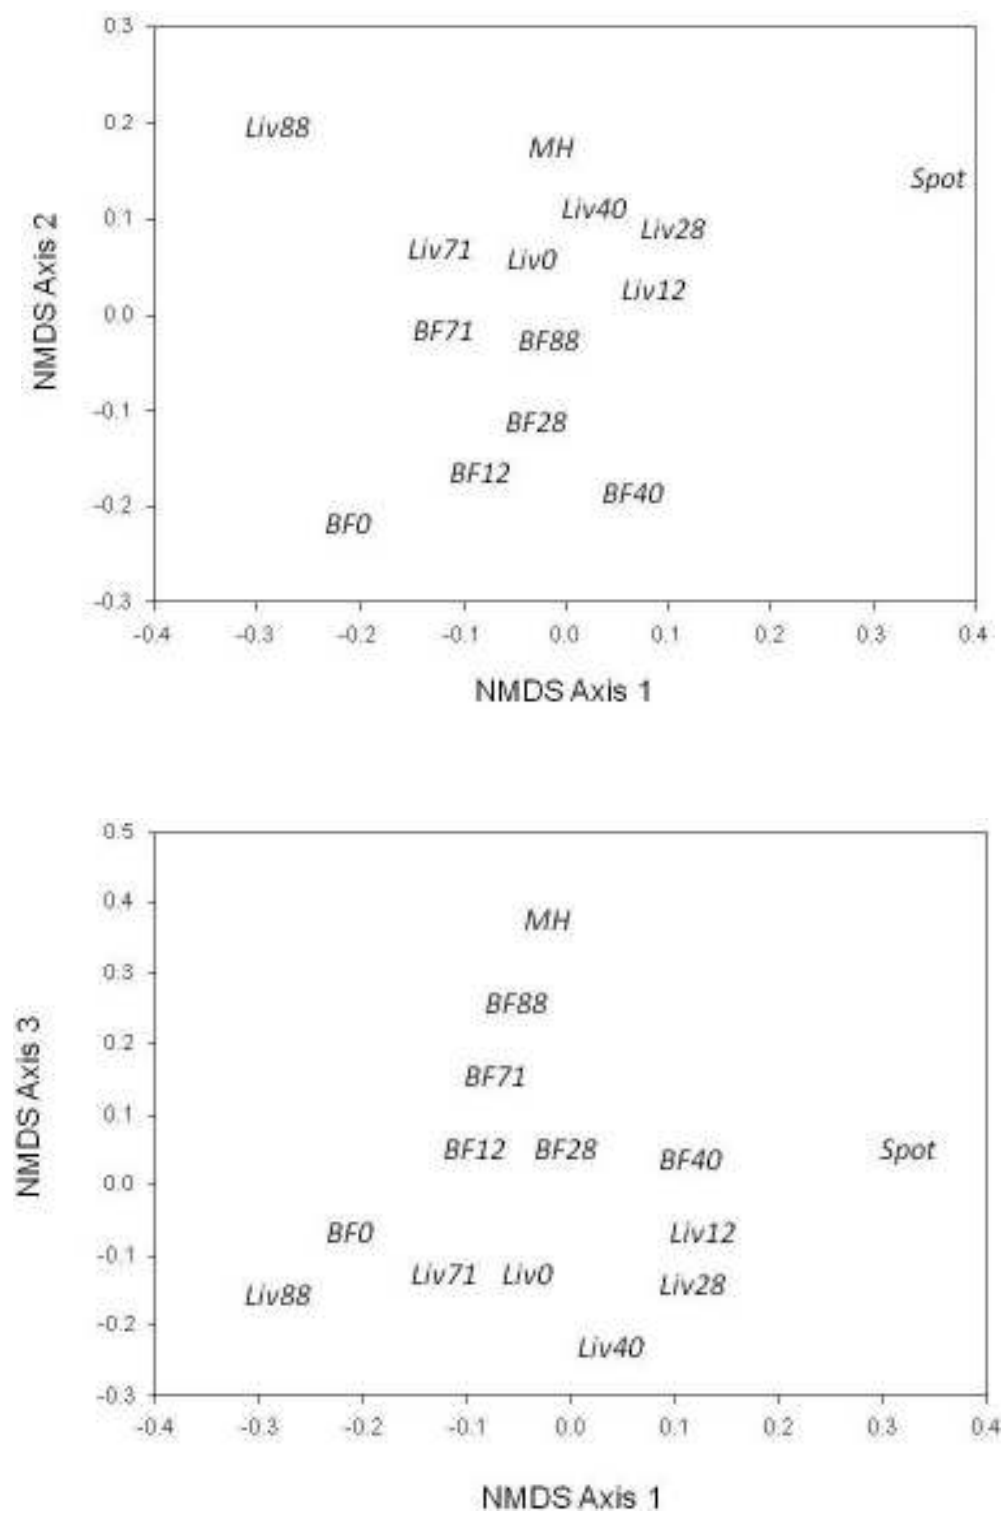 0.3
0.2
0.1
0.0
-0.1
-0.2
-0.3
NMDS Axis 2
Liv88
MH
Spot
Liv40
Liv28
Liv71
Liv0
Liv12
BF71
BF88
BF28
BF12
BF40
BF0
-0.4 -0.3 -0.2 -0.1 0.0 0.1 0.2 0.3 0.4
NMDS Axis 1
0.5
0.4
0.3
0.2
0.1
0.0
-0.1
-0.2
-0.3
NMDS Axis 3
MH
BF88
BF71
BF12 BF28 BF40 Spot
BF0 Liv12
Liv71 Liv0 Liv28
Liv88
Liv40
-0.4 -0.3 -0.2 -0.1 0.0 0.1 0.2 0.3 0.4
NMDS Axis 1